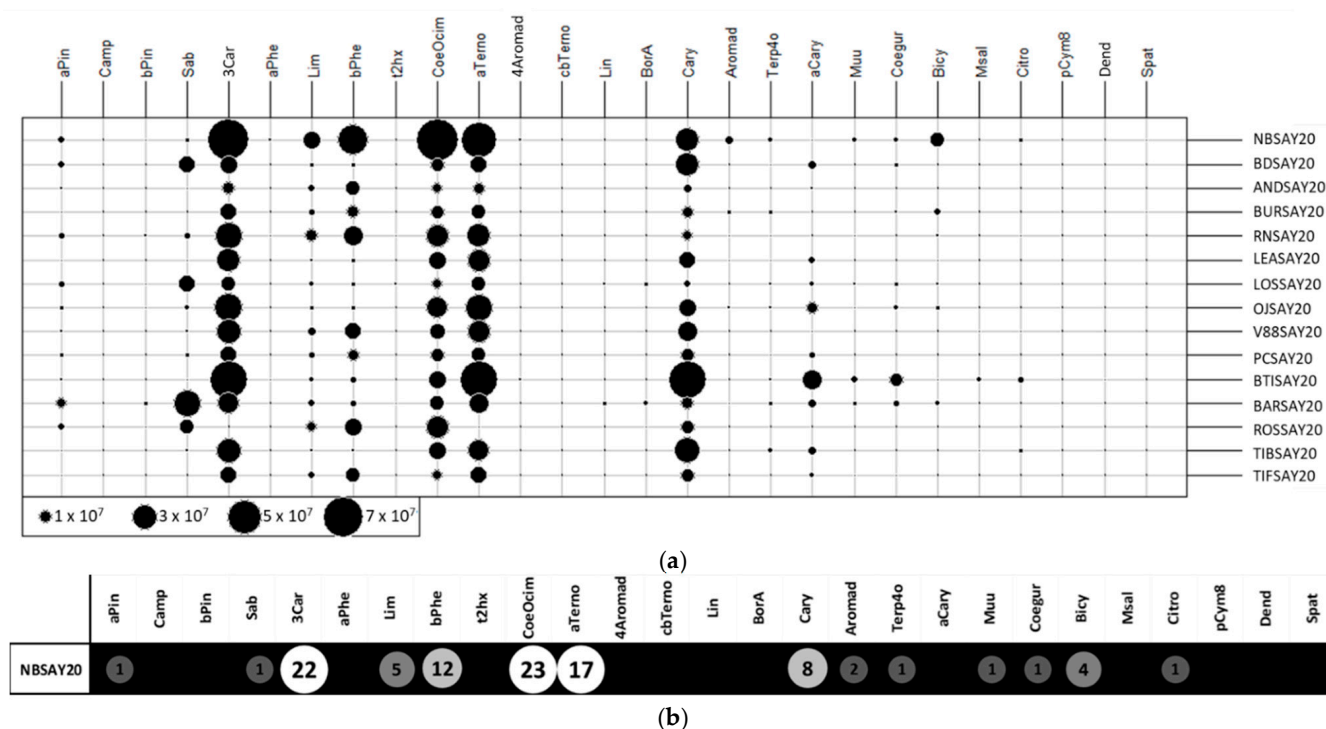 aPin Camp bPin Sab 3Car aPhe Lim bPhe t2hx CoeOcim aTerno 4Aromad cbTerno Lin BorA Cary Aromad Terp4o aCary Muu Coegur Bicy Msal Citro pCym8 Dend Spat
NBSAY20
BDSAY20
ANDSAY20
BURSAY20
RNSAY20
LEASAY20
LOSSAY20
OJSAY20
V88SAY20
PCSAY20
BTISAY20
BARSAY20
ROSSAY20
TIBSAY20
TIFSAY20
1 x 10⁷ 3 x 10⁷ 5 x 10⁷ 7 x 10⁷
(a)
aPin Camp bPin Sab 3Car aPhe Lim bPhe t2hx CoeOcim aTerno 4Aromad cbTerno Lin BorA Cary Aromad Terp4o aCary Muu Coegur Bicy Msal Citro pCym8 Dend Spat
NBSAY20 1 1 22 5 12 23 17 8 2 1 1 1 4 1
(b)